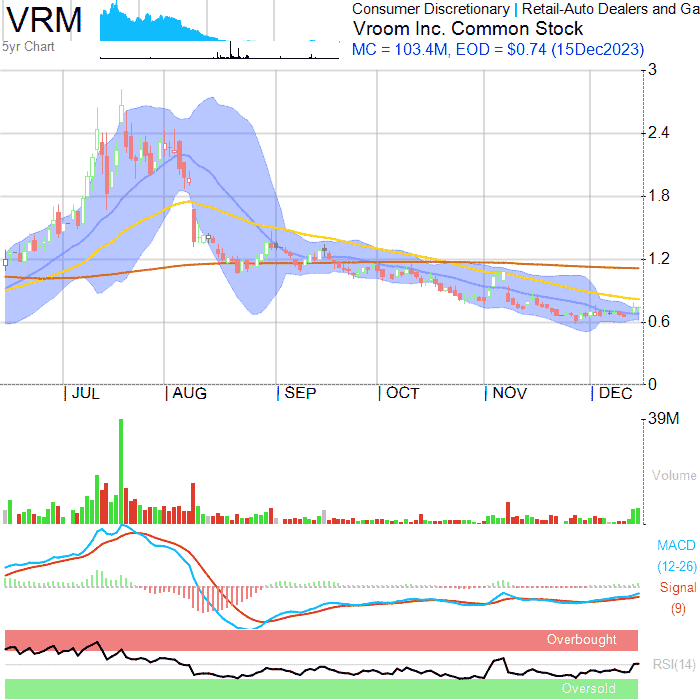 VRM
5yr Chart
Consumer Discretionary | Retail-Auto Dealers and Ga
Vroom Inc. Common Stock
MC = 103.4M, EOD = $0.74 (15Dec2023)
3
2.4
1.8
1.2
0.6
0
JUL AUG SEP OCT NOV DEC
39M
Volume
MACD
(12-26)
Signal
(9)
Overbought
RSI(14)
Oversold